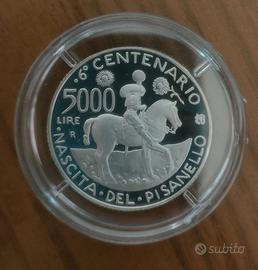 6° CENTENARIO
5000
LIRE
R
NASCITA · DEL · PISANELLO
subito